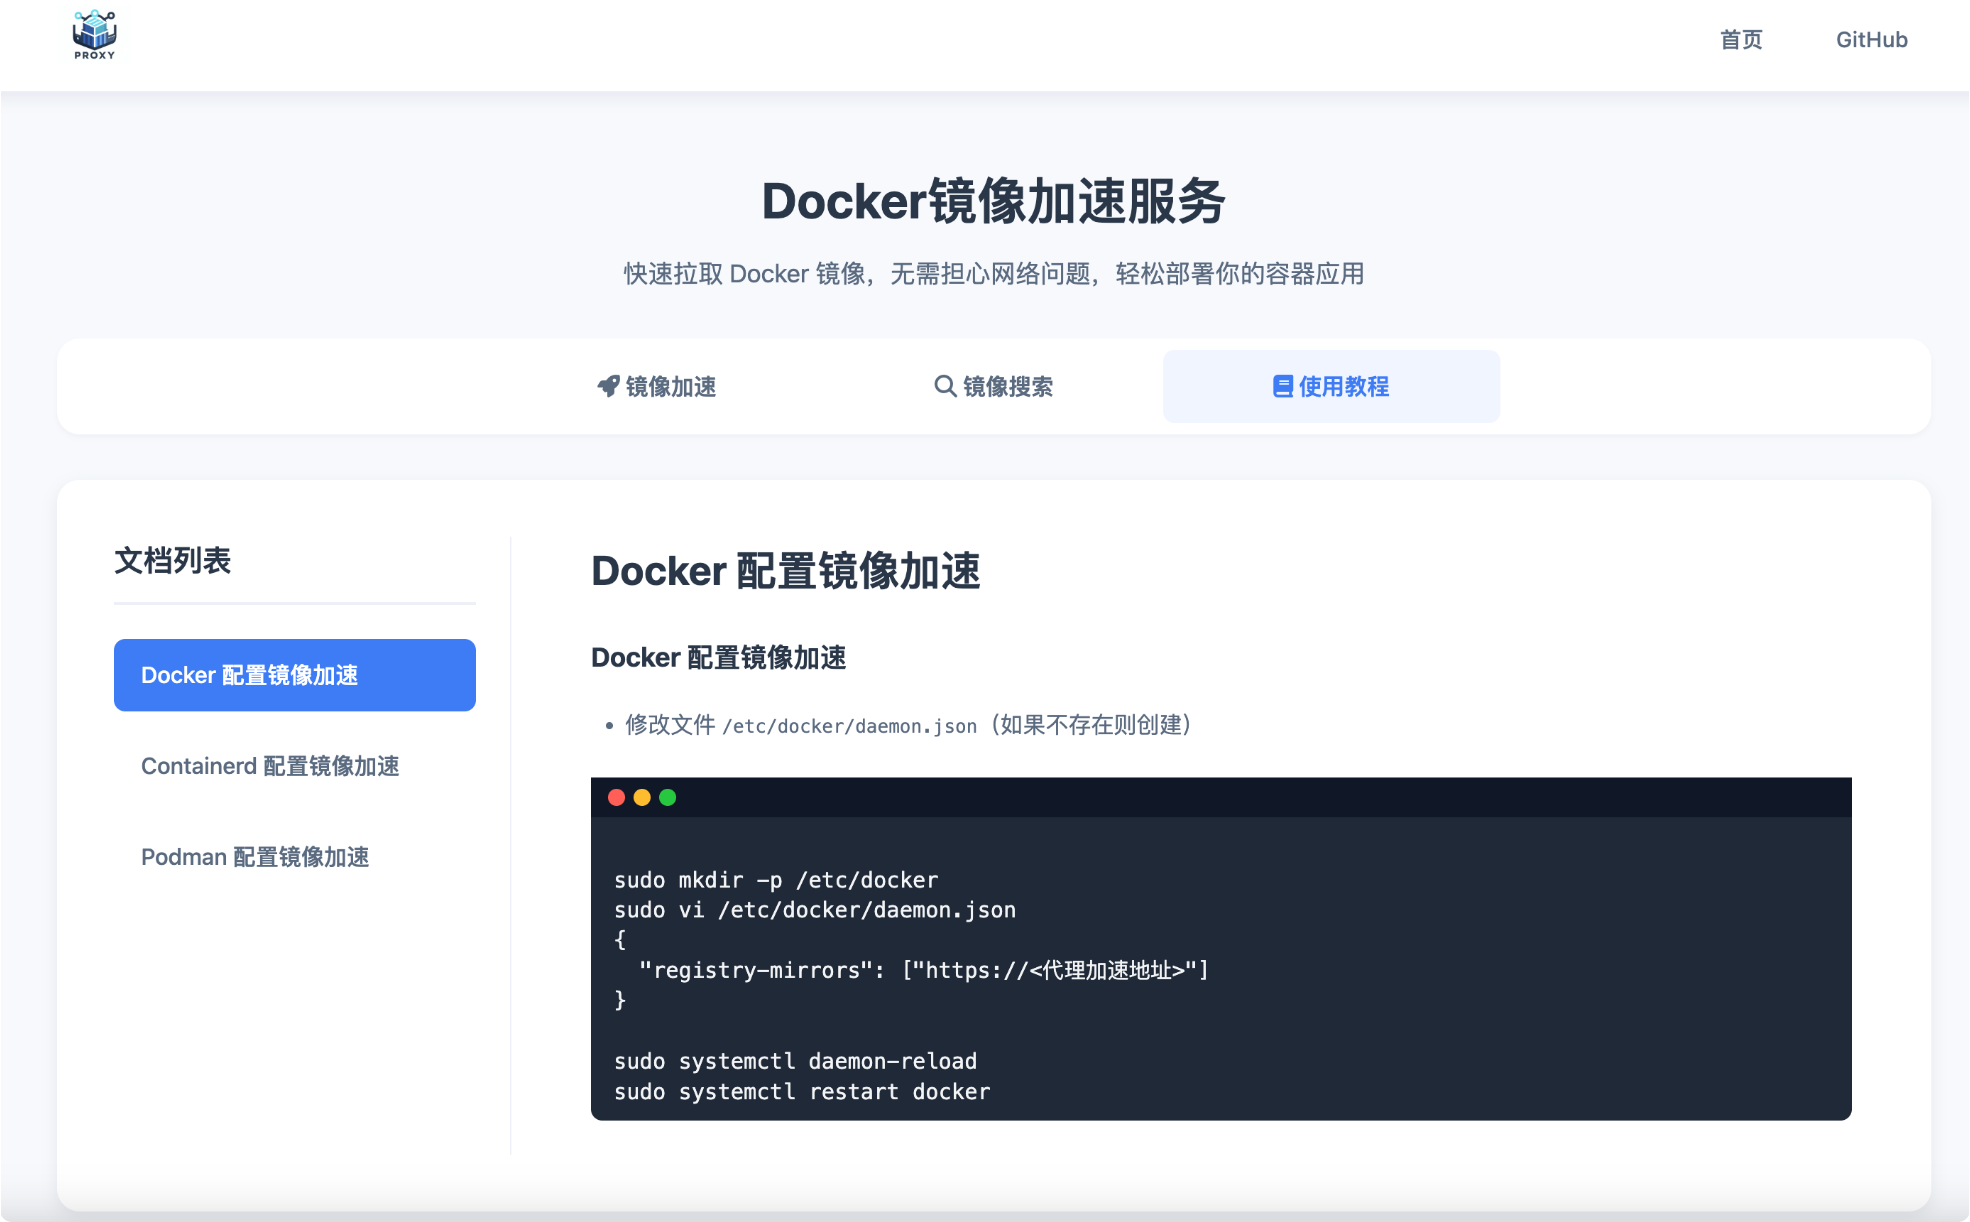 PROXY
首页
GitHub
Docker镜像加速服务
快速拉取 Docker 镜像，无需担心网络问题，轻松部署你的容器应用
镜像加速
镜像搜索
使用教程
文档列表
Docker 配置镜像加速
Containerd 配置镜像加速
Podman 配置镜像加速
Docker 配置镜像加速
Docker 配置镜像加速
• 修改文件 /etc/docker/daemon.json（如果不存在则创建）
sudo mkdir -p /etc/docker
sudo vi /etc/docker/daemon.json
{
  "registry-mirrors": ["https://<代理加速地址>"]
}
sudo systemctl daemon-reload
sudo systemctl restart docker